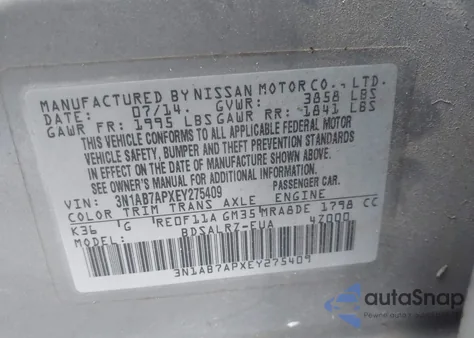 MANUFACTURED BY NISSAN MOTOR CO., LTD.
DATE: 07/14. GVWR: 3858 LBS
GAWR FR: 1995 LBS GAWR RR: 1841 LBS
THIS VEHICLE CONFORMS TO ALL APPLICABLE FEDERAL MOTOR
VEHICLE SAFETY, BUMPER AND THEFT PREVENTION STANDARDS
IN EFFECT ON THE DATE OF MANUFACTURE SHOWN ABOVE.
SEE OWNER'S MANUAL FOR ADDITIONAL INFORMATION
VIN: 3N1AB7APXEY275409 PASSENGER CAR.
COLOR TRIM TRANS AXLE ENGINE
K36 G RE0F11A GM35 MRA8DE 1798 CC
MODEL: BDSALRZ-EUA 4Z000
3N1AB7APXEY275409
autoSnap